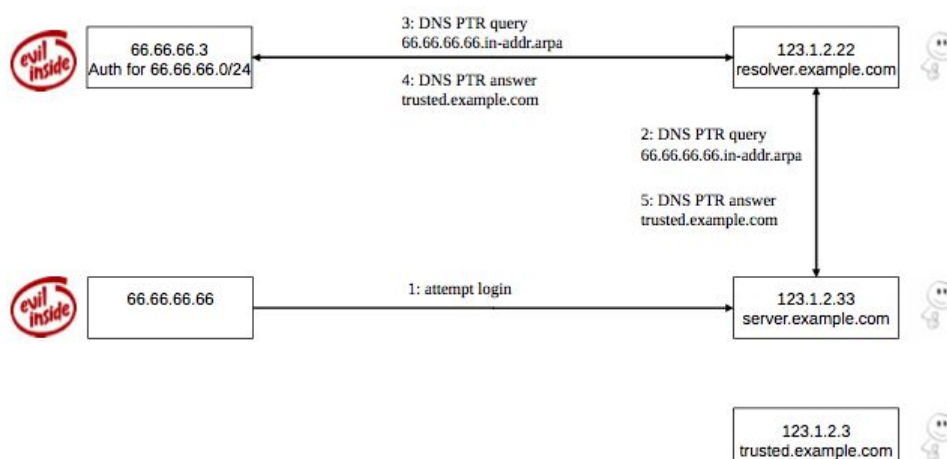 3: DNS PTR query
66.66.66.66.in-addr.arpa
evil
inside
66.66.66.3
Auth for 66.66.66.0/24
123.1.2.22
resolver.example.com
4: DNS PTR answer
trusted.example.com
2: DNS PTR query
66.66.66.66.in-addr.arpa
5: DNS PTR answer
trusted.example.com
evil
inside
66.66.66.66
1: attempt login
123.1.2.33
server.example.com
123.1.2.3
trusted.example.com